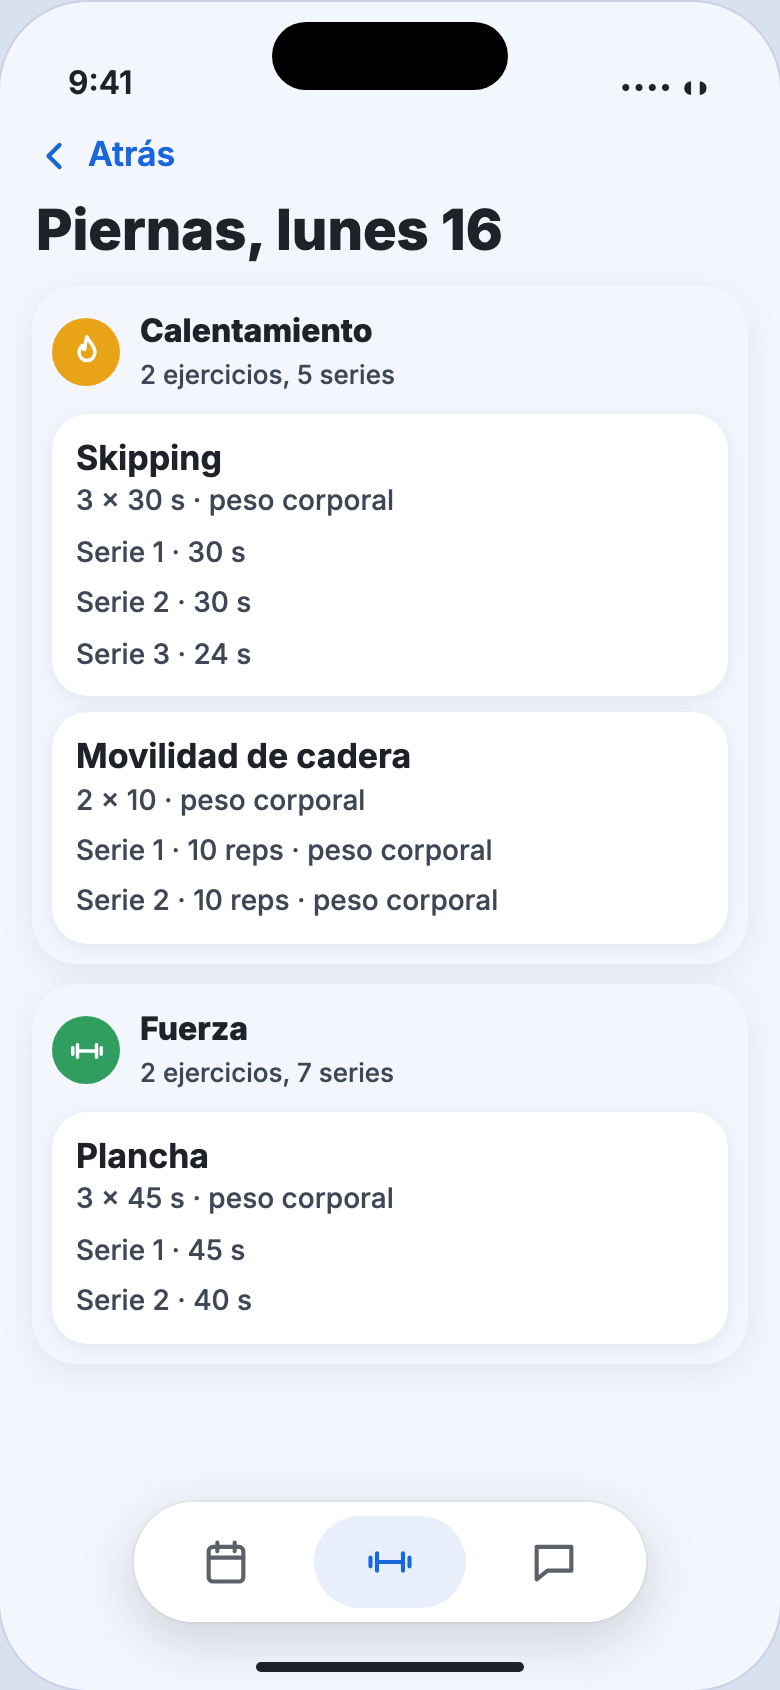 9:41
Atrás
Piernas, lunes 16
Calentamiento
2 ejercicios, 5 series
Skipping
3 × 30 s · peso corporal
Serie 1 · 30 s
Serie 2 · 30 s
Serie 3 · 24 s
Movilidad de cadera
2 × 10 · peso corporal
Serie 1 · 10 reps · peso corporal
Serie 2 · 10 reps · peso corporal
Fuerza
2 ejercicios, 7 series
Plancha
3 × 45 s · peso corporal
Serie 1 · 45 s
Serie 2 · 40 s